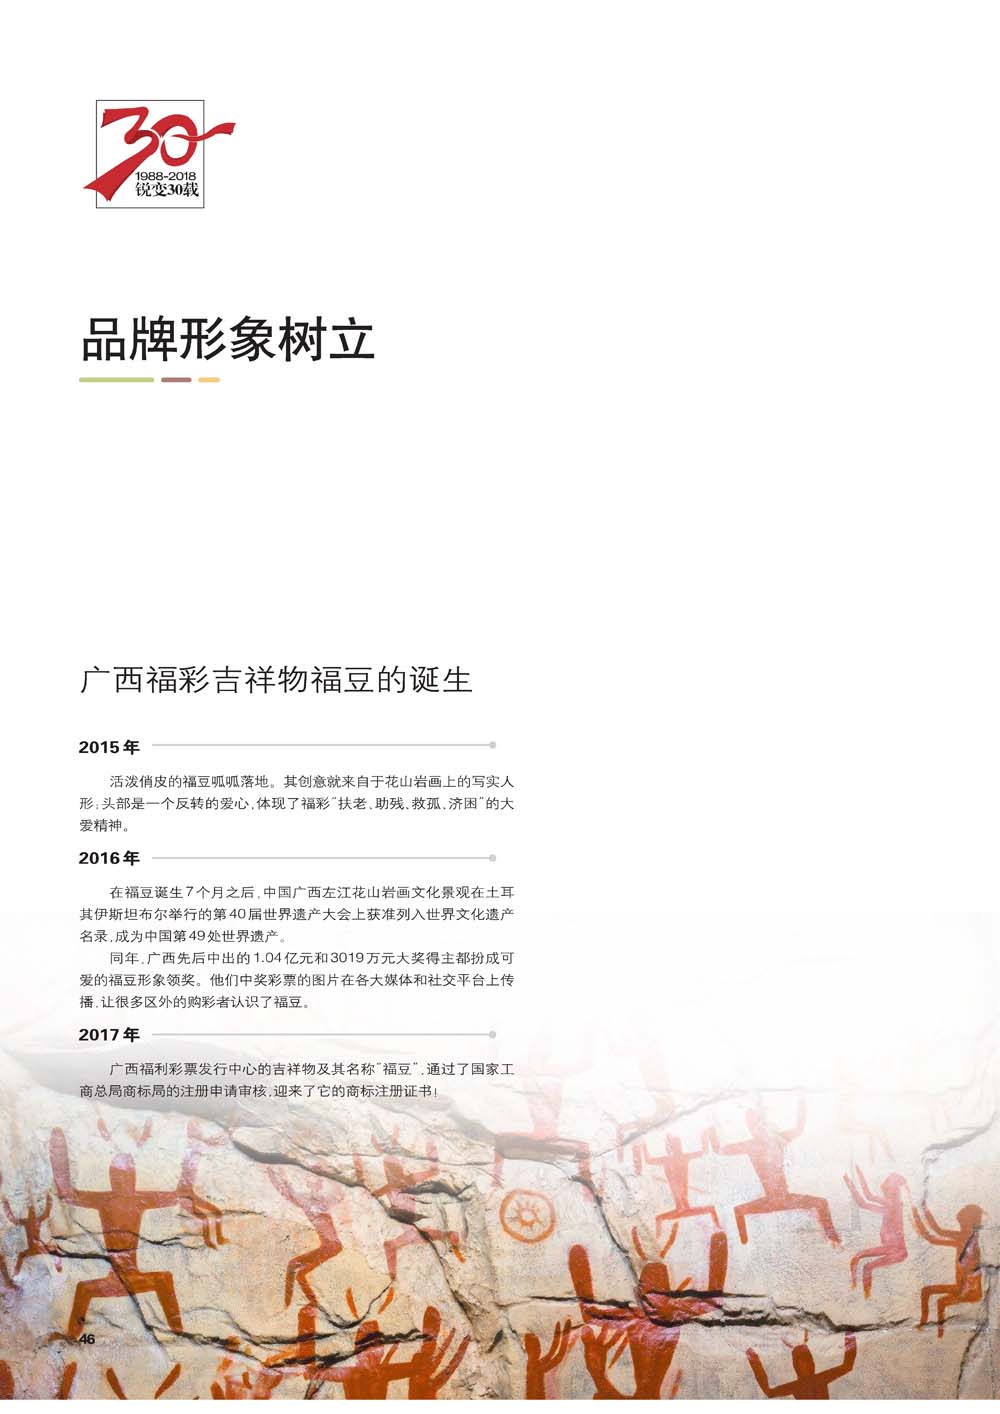 30
1988-2018
锐变30载
品牌形象树立
广西福彩吉祥物福豆的诞生
2015年
活泼俏皮的福豆呱呱落地。其创意就来自于花山岩画上的写实人
形;头部是一个反转的爱心,体现了福彩“扶老、助残、救孤、济困”的大
爱精神。
2016年
在福豆诞生7个月之后,中国广西左江花山岩画文化景观在土耳
其伊斯坦布尔举行的第40届世界遗产大会上获准列入世界文化遗产
名录,成为中国第49处世界遗产。
同年,广西先后中出的1.04亿元和3019万元大奖得主都扮成可
爱的福豆形象领奖。他们中奖彩票的图片在各大媒体和社交平台上传
播,让很多区外的购彩者认识了福豆。
2017年
广西福利彩票发行中心的吉祥物及其名称“福豆”,通过了国家工
商总局商标局的注册申请审核,迎来了它的商标注册证书!
46